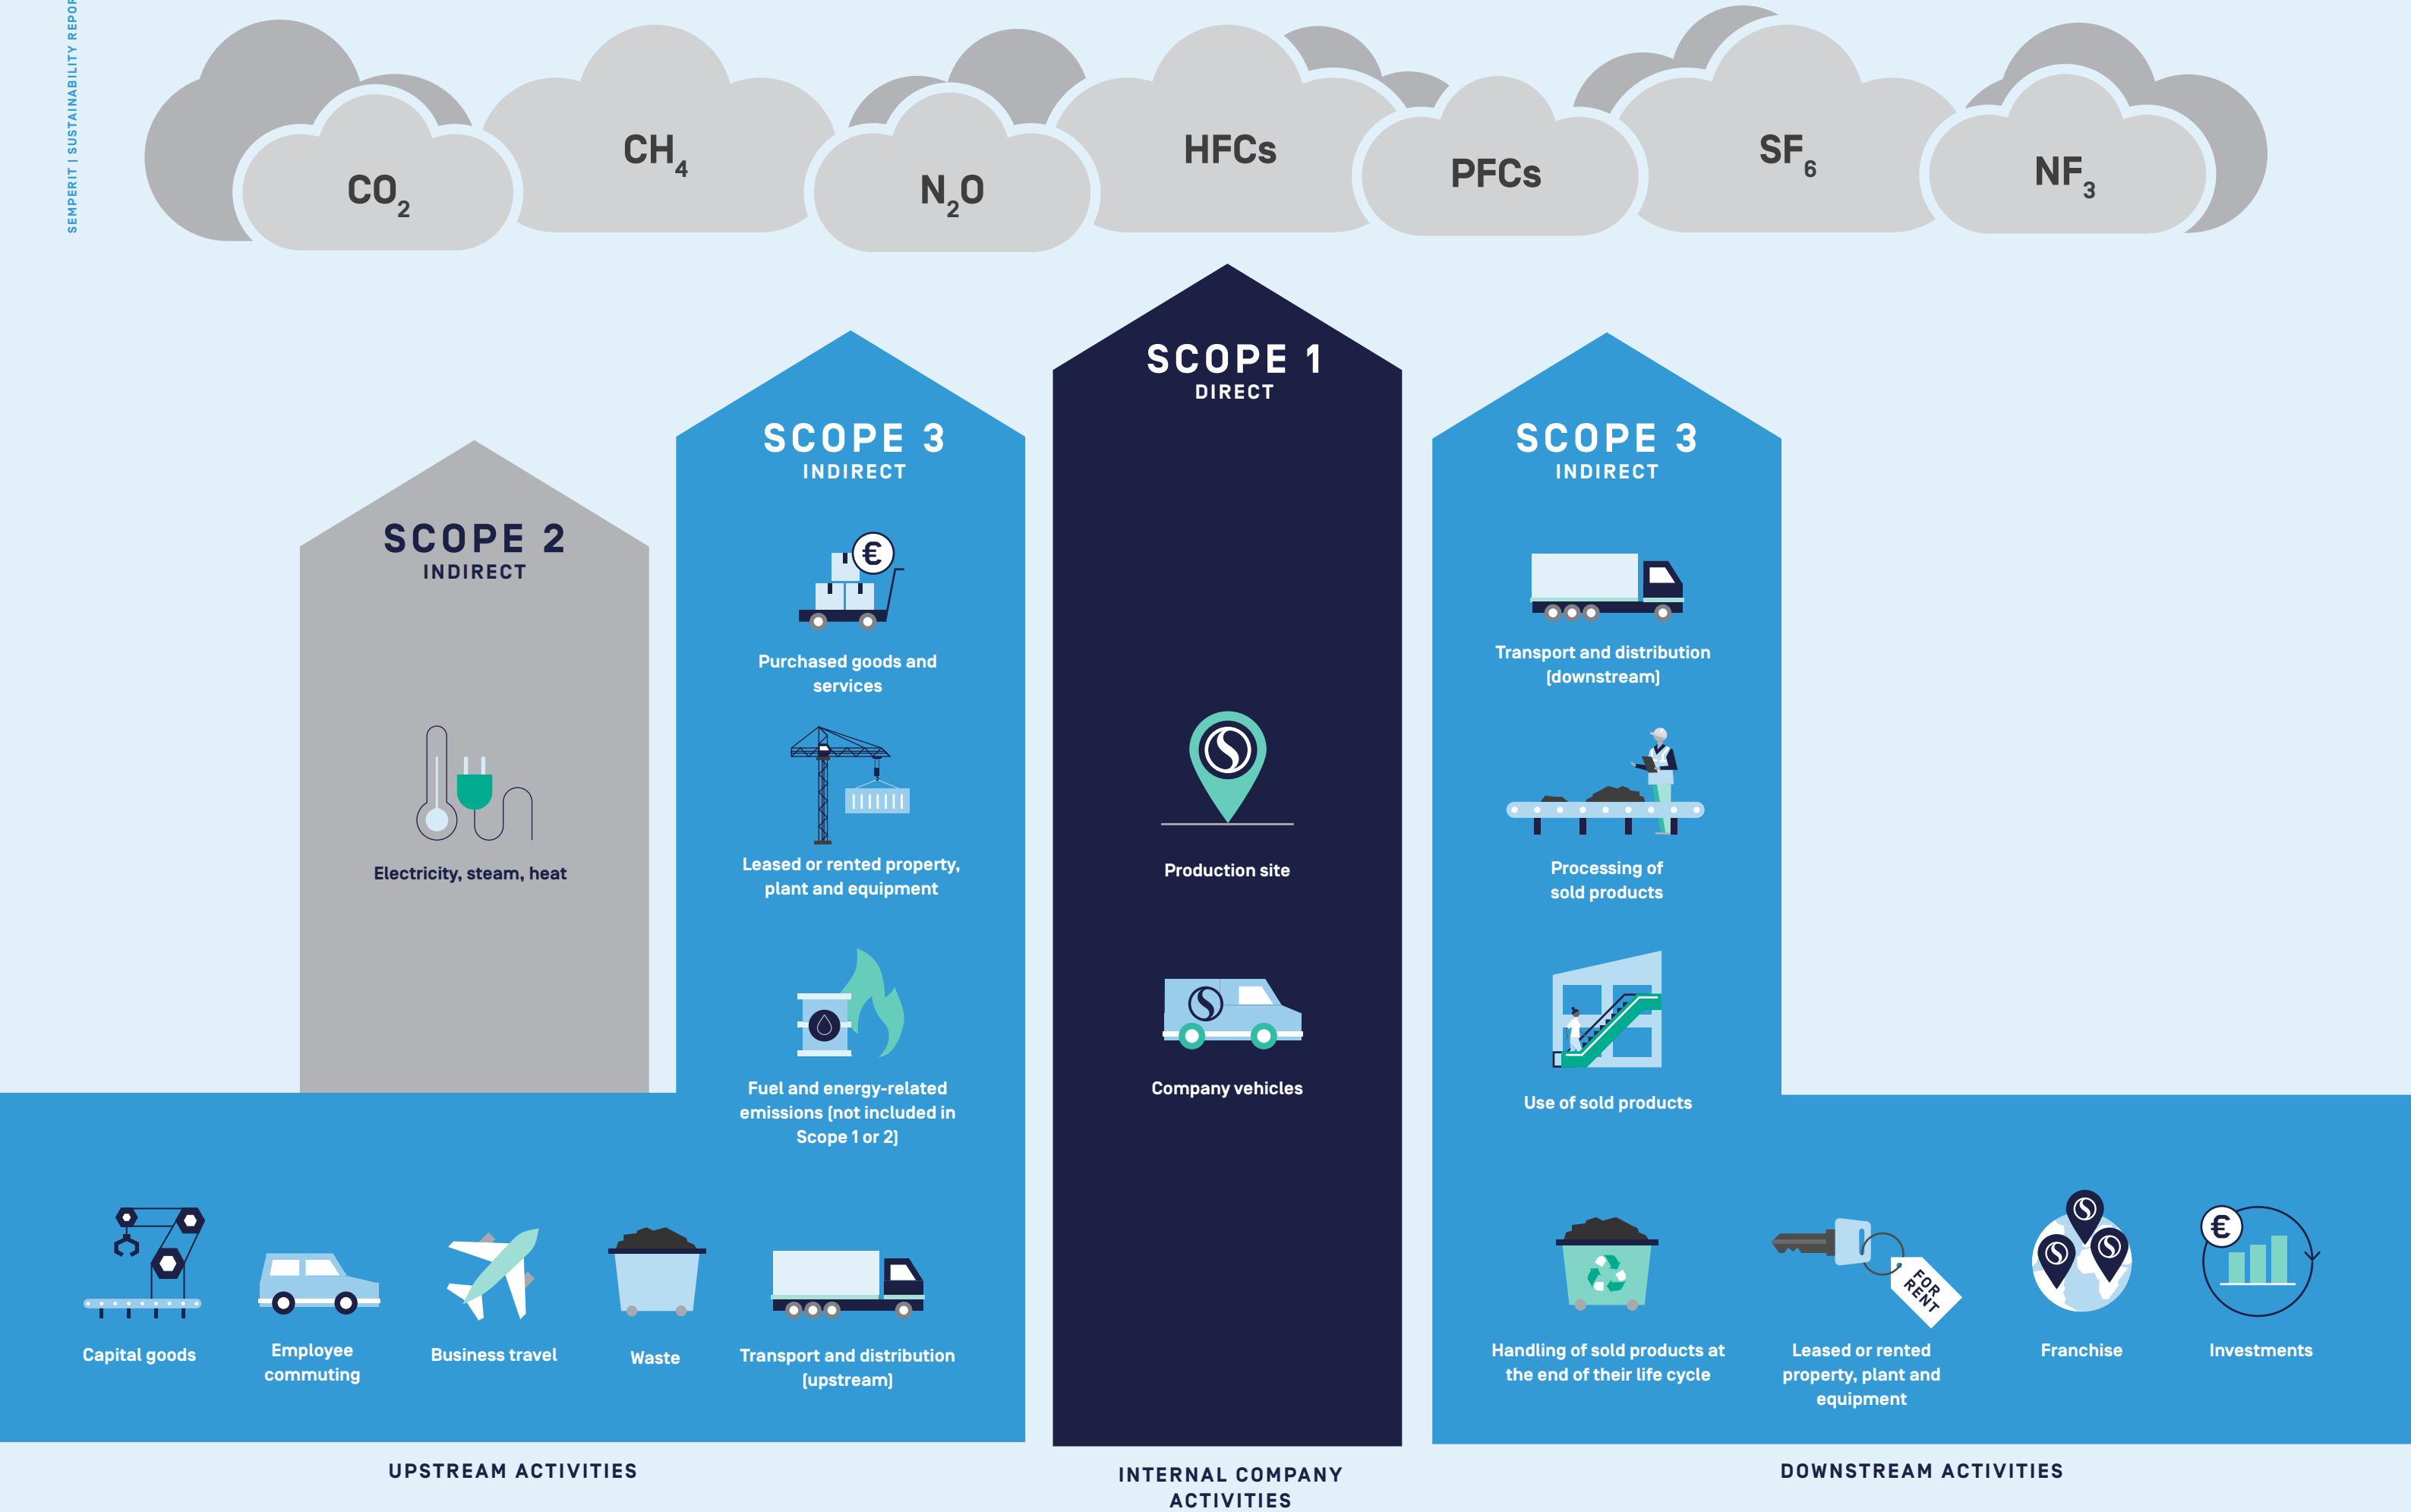 SEMPERIT | SUSTAINABILITY
CO2
CH4
N2O
HFCs
PFCs
SF6
NF3
SCOPE 2
INDIRECT
Electricity, steam, heat
SCOPE 3
INDIRECT
€
Purchased goods and
services
Leased or rented property,
plant and equipment
Fuel and energy-related
emissions (not included in
Scope 1 or 2)
SCOPE 1
DIRECT
Production site
Company vehicles
SCOPE 3
INDIRECT
Transport and distribution
(downstream)
Processing of
sold products
Use of sold products
Capital goods
Employee
commuting
Business travel
Waste
Transport and distribution
(upstream)
Handling of sold products at
the end of their life cycle
FOR
RENT
Leased or rented
property, plant and
equipment
Franchise
€
Investments
UPSTREAM ACTIVITIES
INTERNAL COMPANY
ACTIVITIES
DOWNSTREAM ACTIVITIES